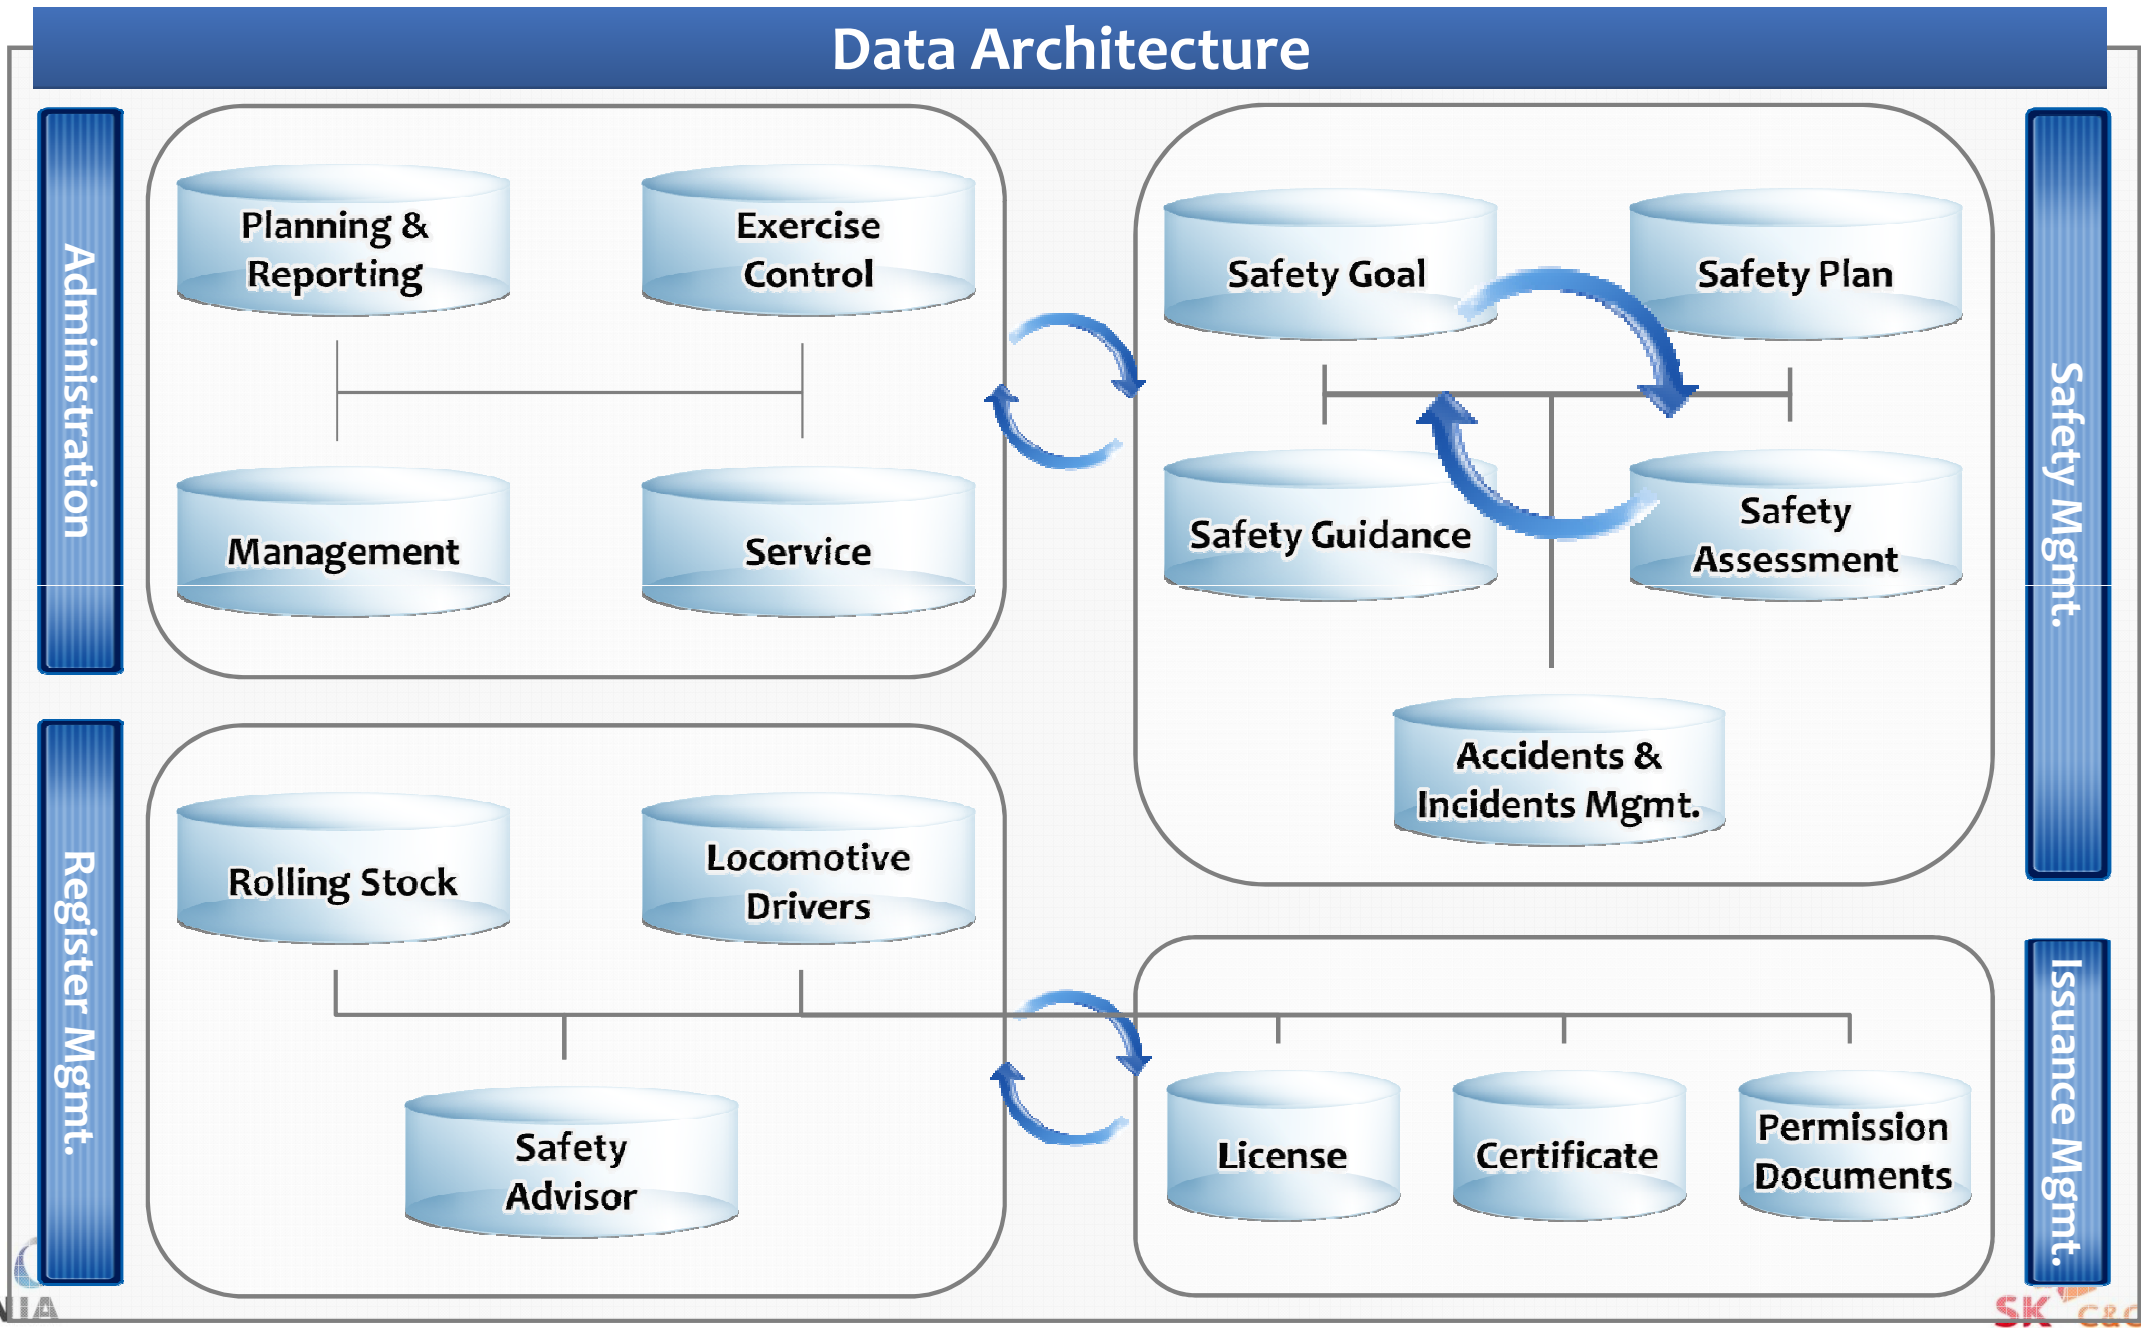 Data Architecture
Administration
Planning &
Reporting
Exercise
Control
Management
Service
Safety Mgmt.
Safety Goal
Safety Plan
Safety Guidance
Safety
Assessment
Accidents &
Incidents Mgmt.
Register Mgmt.
Rolling Stock
Locomotive
Drivers
Safety
Advisor
Issuance Mgmt.
License
Certificate
Permission
Documents
NIA
SK C&C